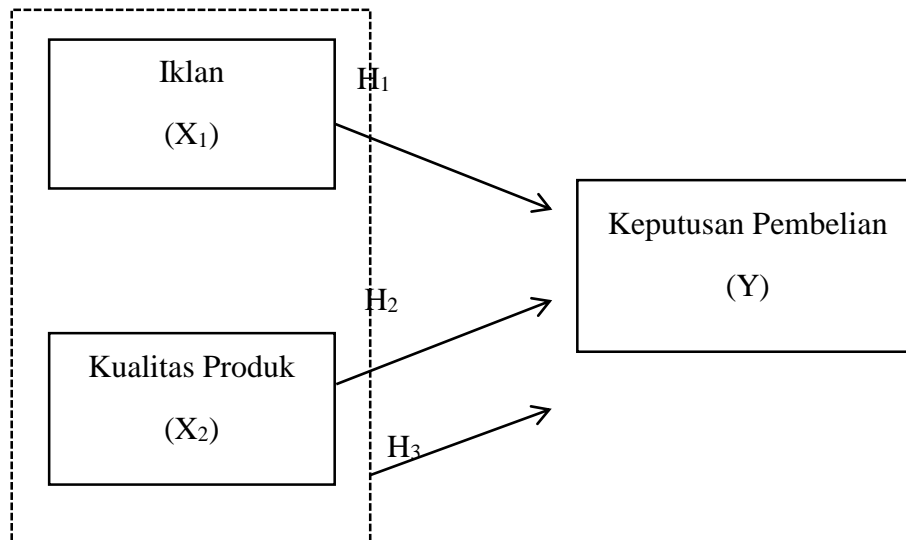 Iklan
(X₁)
H₁
Keputusan Pembelian
(Y)
H₂
Kualitas Produk
(X₂)
H₃